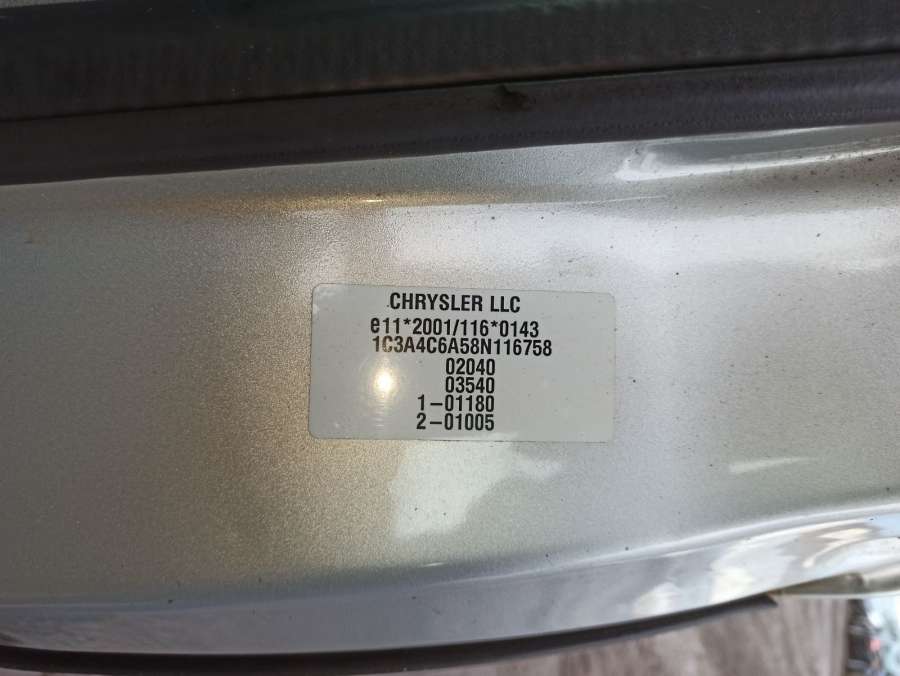 CHRYSLER LLC
e11*2001/116*0143
1C3A4C6A58N116758
02040
03540
1-01180
2-01005